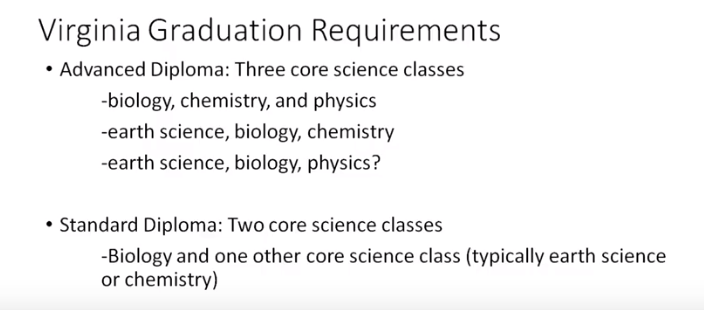 Virginia Graduation Requirements
• Advanced Diploma: Three core science classes
-biology, chemistry, and physics
-earth science, biology, chemistry
-earth science, biology, physics?
• Standard Diploma: Two core science classes
-Biology and one other core science class (typically earth science
or chemistry)